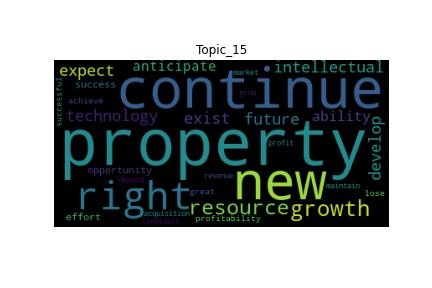 Topic_15
expect
anticipate
market
intellectual
successful
success
achieve
continue
grow
technology
exist
future
ability
property
develop
opportunity
profit
depend
revenue
great
new
maintain
lose
right
resource
growth
effort
acquisition
candidate
profitability